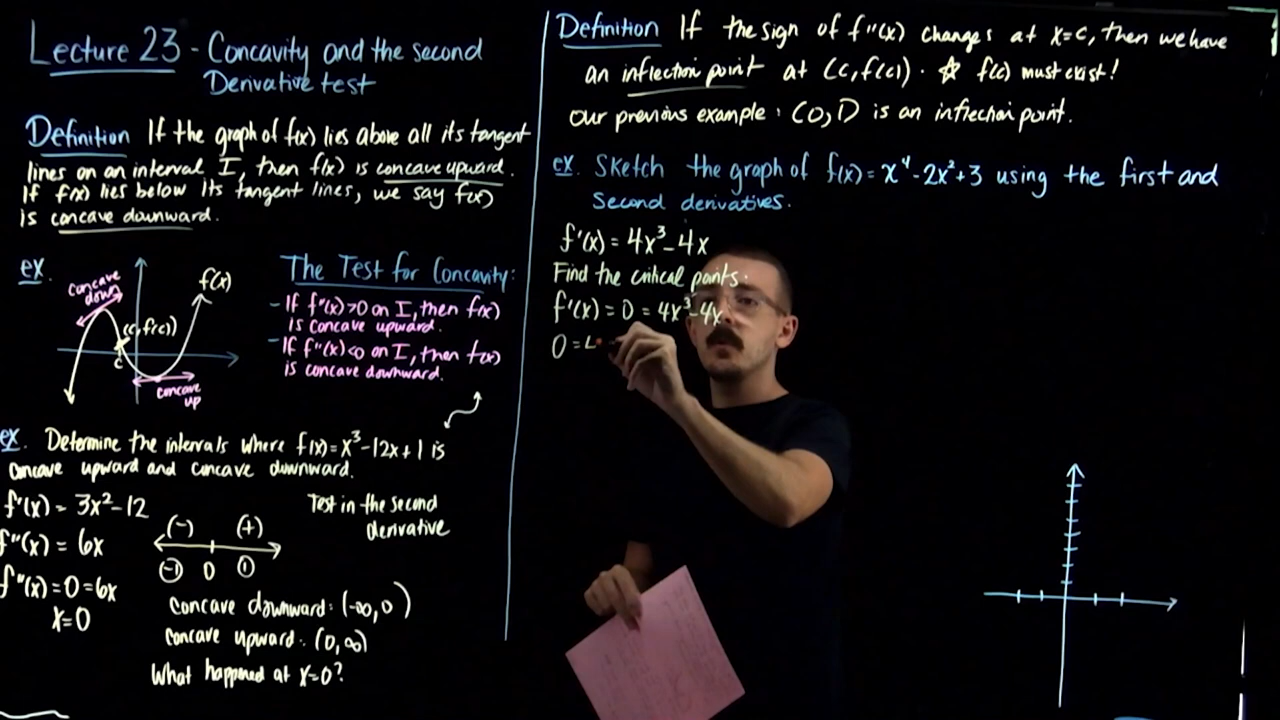 Lecture 23 - Concavity and the second
Derivative test
Definition If the graph of f(x) lies above all its tangent
lines on an interval I, then f(x) is concave upward.
If f(x) lies below its tangent lines, we say f(x)
is concave downward.
ex.
concave
down
f(x)
(c, f(c))
c
concave
up
The Test for Concavity:
- If f''(x)>0 on I, then f(x)
is concave upward.
- If f''(x)<0 on I, then f(x)
is concave downward.
ex. Determine the intervals where f(x)=x³-12x+1 is
concave upward and concave downward.
f'(x) = 3x²-12
f''(x) = 6x
f''(x)=0=6x
x=0
(-) (+)
-1 0 1
Test in the second
derivative
Concave downward: (-∞,0)
Concave upward: (0,∞)
What happened at x=0?
Definition If the sign of f''(x) changes at x=c, then we have
an inflection point at (c,f(c)). ☆ f(c) must exist!
Our previous example: (0,1) is an inflection point.
ex. Sketch the graph of f(x)=x⁴-2x²+3 using the first and
second derivatives.
f'(x) = 4x³-4x
Find the critical points:
f'(x) = 0 = 4x³-4x
0=4